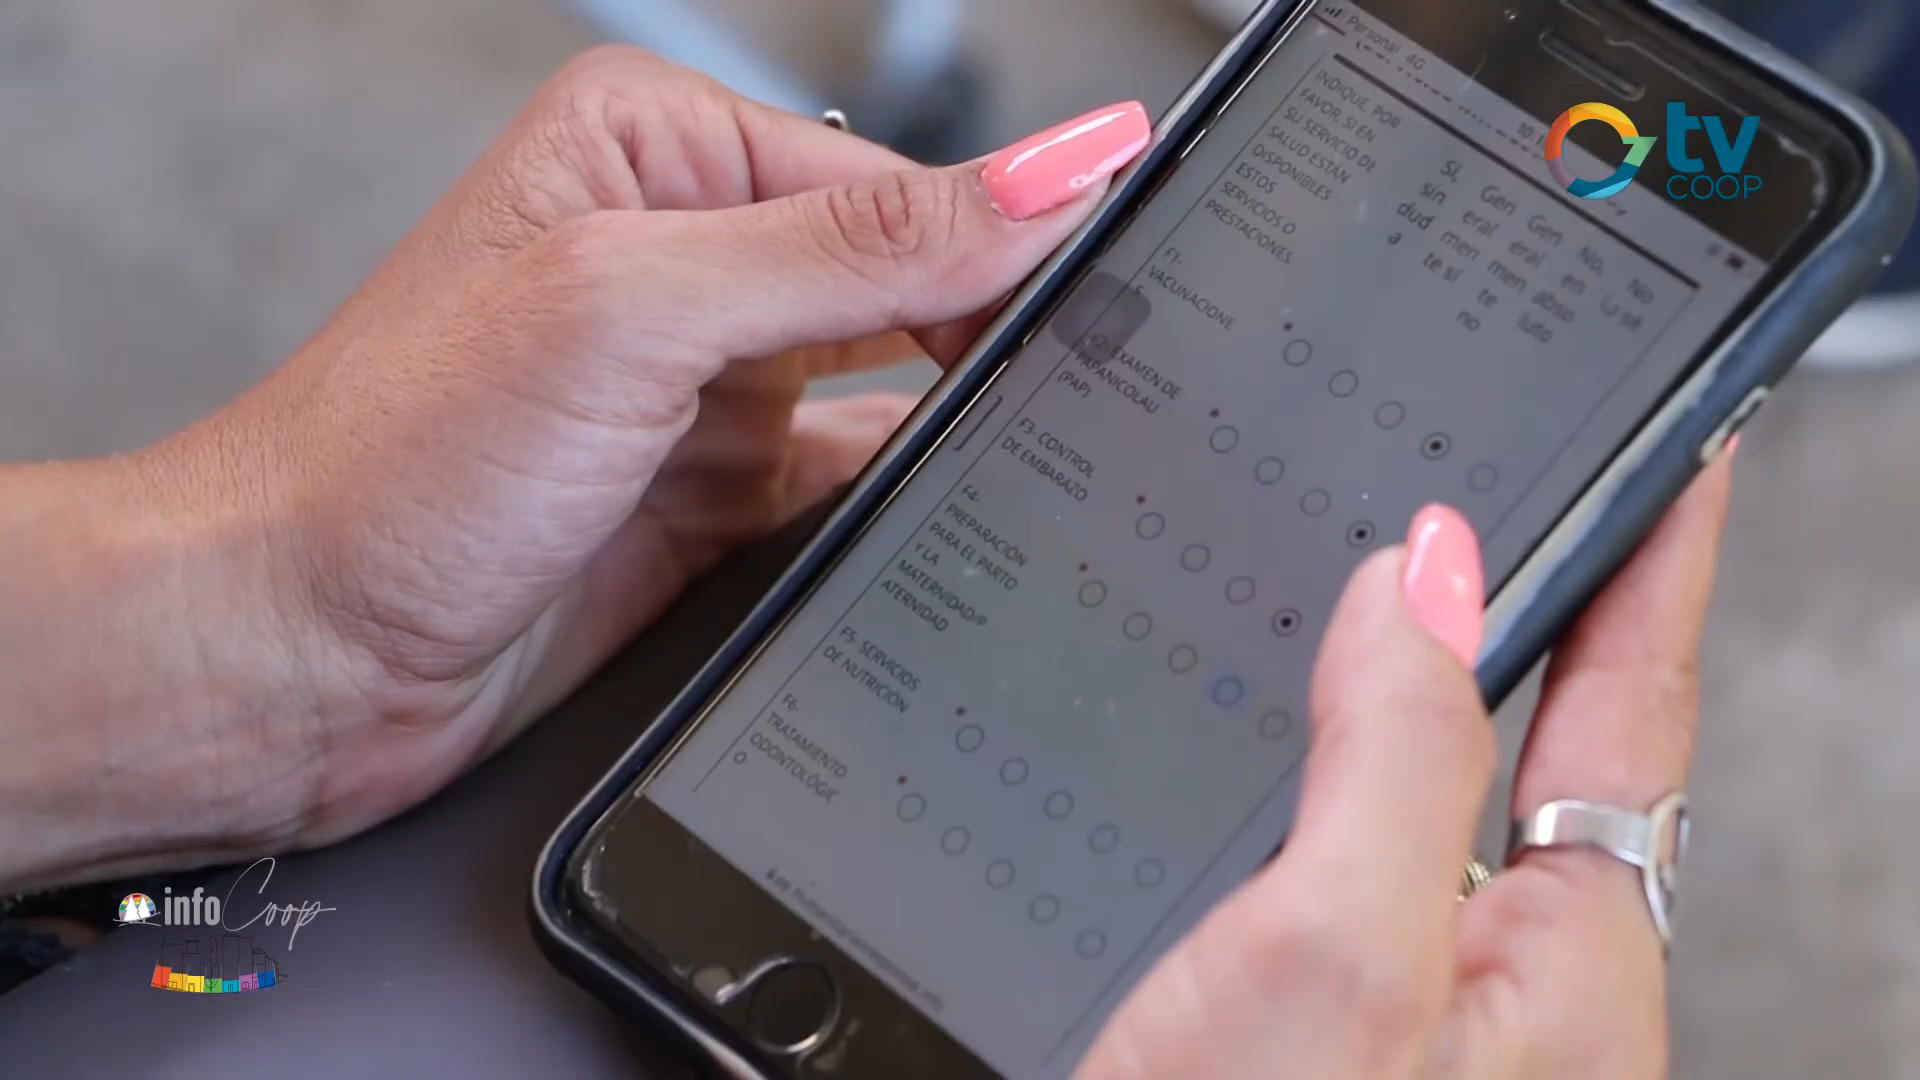 Personal 4G
INDIQUE, POR
FAVOR, SI EN
SU SERVICIO DE
SALUD ESTÁN
DISPONIBLES
ESTOS
SERVICIOS O
PRESTACIONES.
Sí,
sin
dud
a
Gen
eral
men
te sí
Gen
eral
men
te
no
No,
en
abso
luto
No
sé
F1-
VACUNACIONE
S
F2- EXAMEN DE
PAPANICOLAU
(PAP)
F3- CONTROL
DE EMBARAZO
F4-
PREPARACIÓN
PARA EL PARTO
Y LA
MATERNIDAD/P
ATERNIDAD
F5- SERVICIOS
DE NUTRICIÓN
F6-
TRATAMIENTO
ODONTOLÓGIC
O
tv
COOP
infoCoop